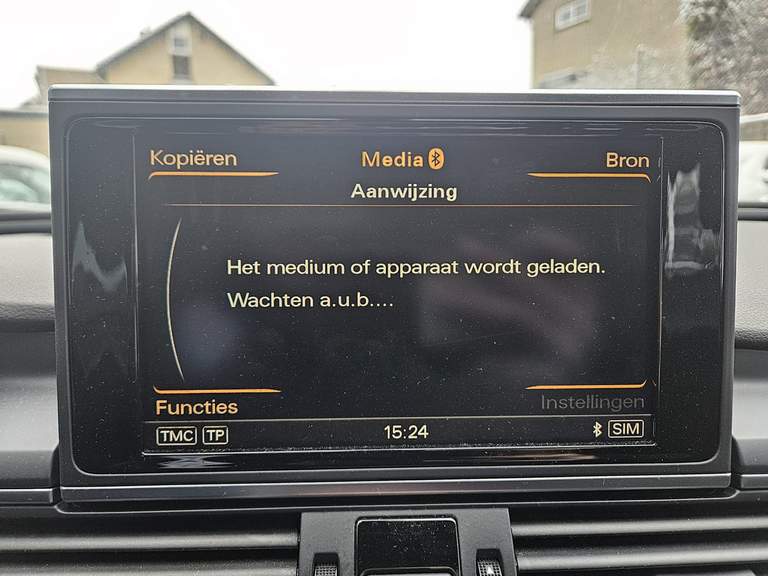 Kopiëren Media Bron
Aanwijzing
Het medium of apparaat wordt geladen.
Wachten a.u.b....
Functies Instellingen
TMC TP 15:24 SIM